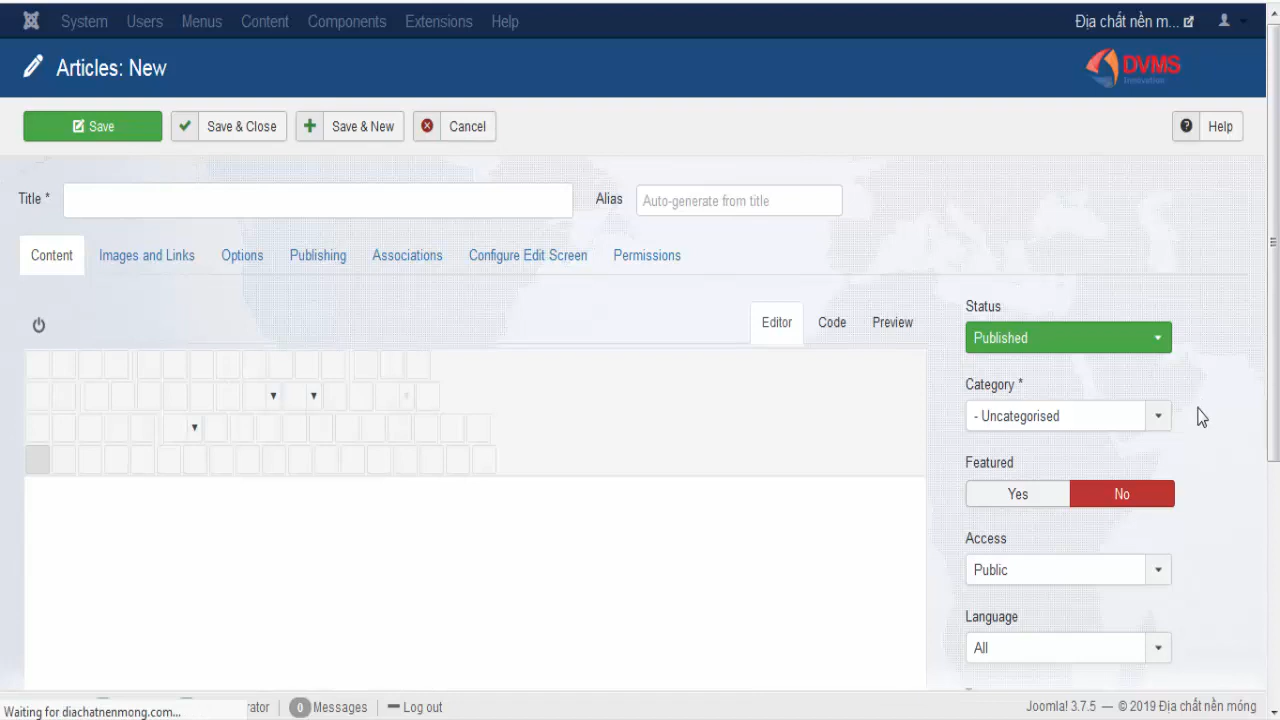 System Users Menus Content Components Extensions Help Địa chất nền m...
Articles: New
DVMS
Innovation
Save Save & Close Save & New Cancel Help
Title * Alias Auto-generate from title
Content Images and Links Options Publishing Associations Configure Edit Screen Permissions
Editor Code Preview
Status
Published
Category *
- Uncategorised
Featured
Yes No
Access
Public
Language
All
Waiting for diachatnenmong.com... rator 0 Messages Log out Joomla! 3.7.5 — © 2019 Địa chất nền móng